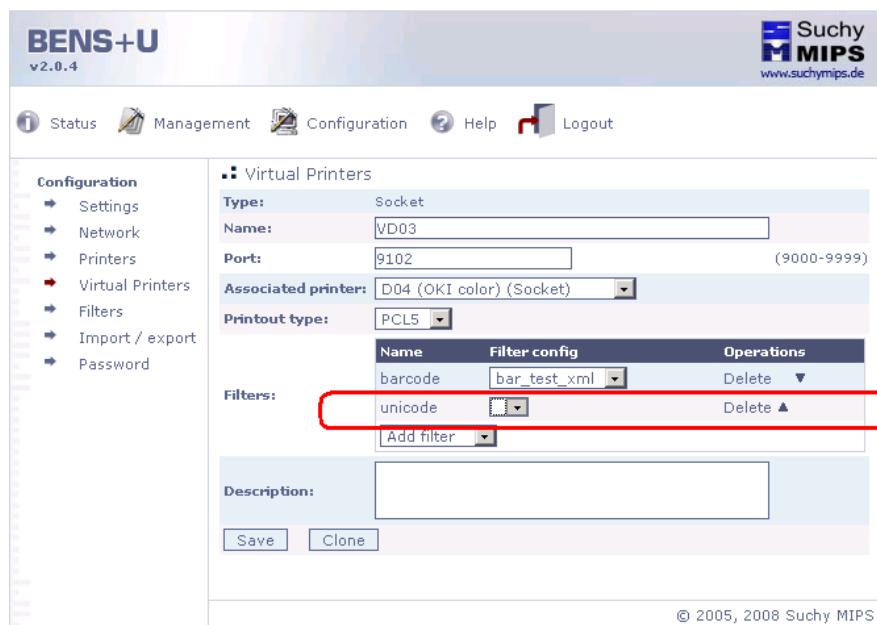 BENS+U
v2.0.4
Suchy
MIPS
www.suchymips.de
Status Management Configuration Help Logout
Configuration
Settings
Network
Printers
Virtual Printers
Filters
Import / export
Password
Virtual Printers
Type: Socket
Name: VD03
Port: 9102 (9000-9999)
Associated printer: D04 (OKI color) (Socket)
Printout type: PCL5
Filters:
Name Filter config Operations
barcode bar_test_xml Delete ▼
unicode Delete ▲
Add filter
Description:
Save Clone
© 2005, 2008 Suchy MIPS